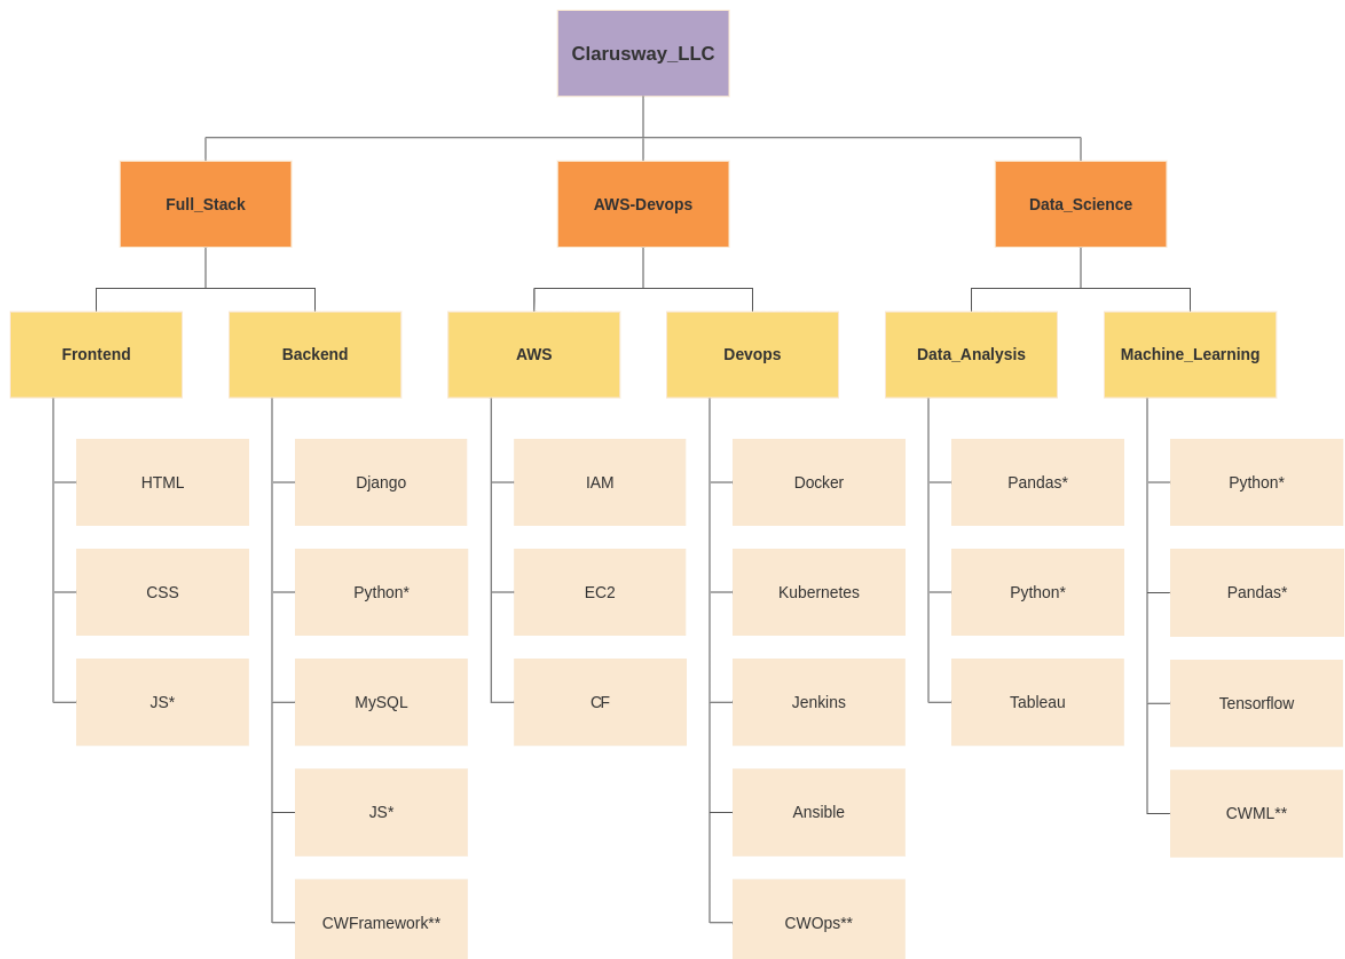 Clarusway_LLC
Full_Stack
AWS-Devops
Data_Science
Frontend
Backend
AWS
Devops
Data_Analysis
Machine_Learning
HTML
CSS
JS*
Django
Python*
MySQL
JS*
CWFramework**
IAM
EC2
CF
Docker
Kubernetes
Jenkins
Ansible
CWOps**
Pandas*
Python*
Tableau
Python*
Pandas*
Tensorflow
CWML**